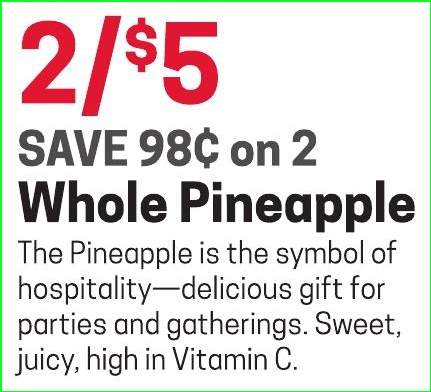 2/$5
SAVE 98¢ on 2
Whole Pineapple
The Pineapple is the symbol of
hospitality—delicious gift for
parties and gatherings. Sweet,
juicy, high in Vitamin C.